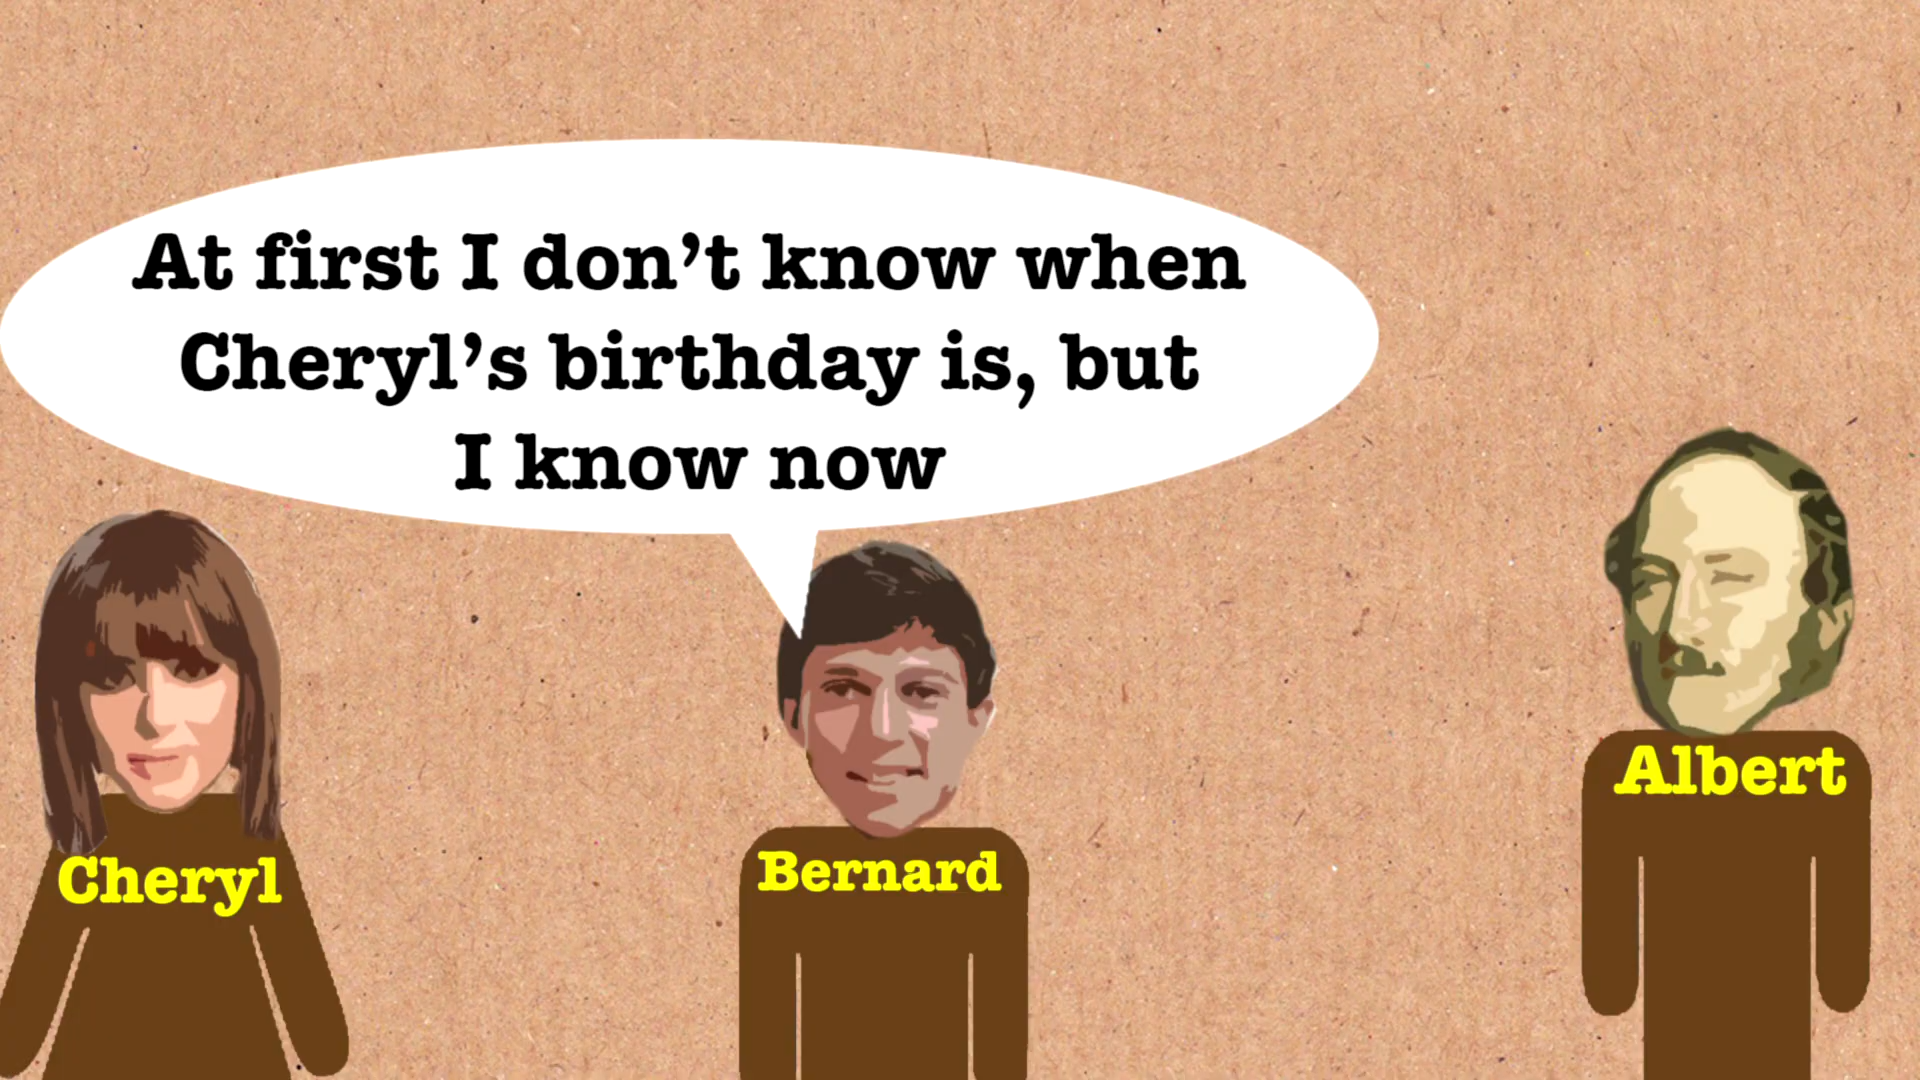 At first I don’t know when
Cheryl’s birthday is, but
I know now
Cheryl
Bernard
Albert